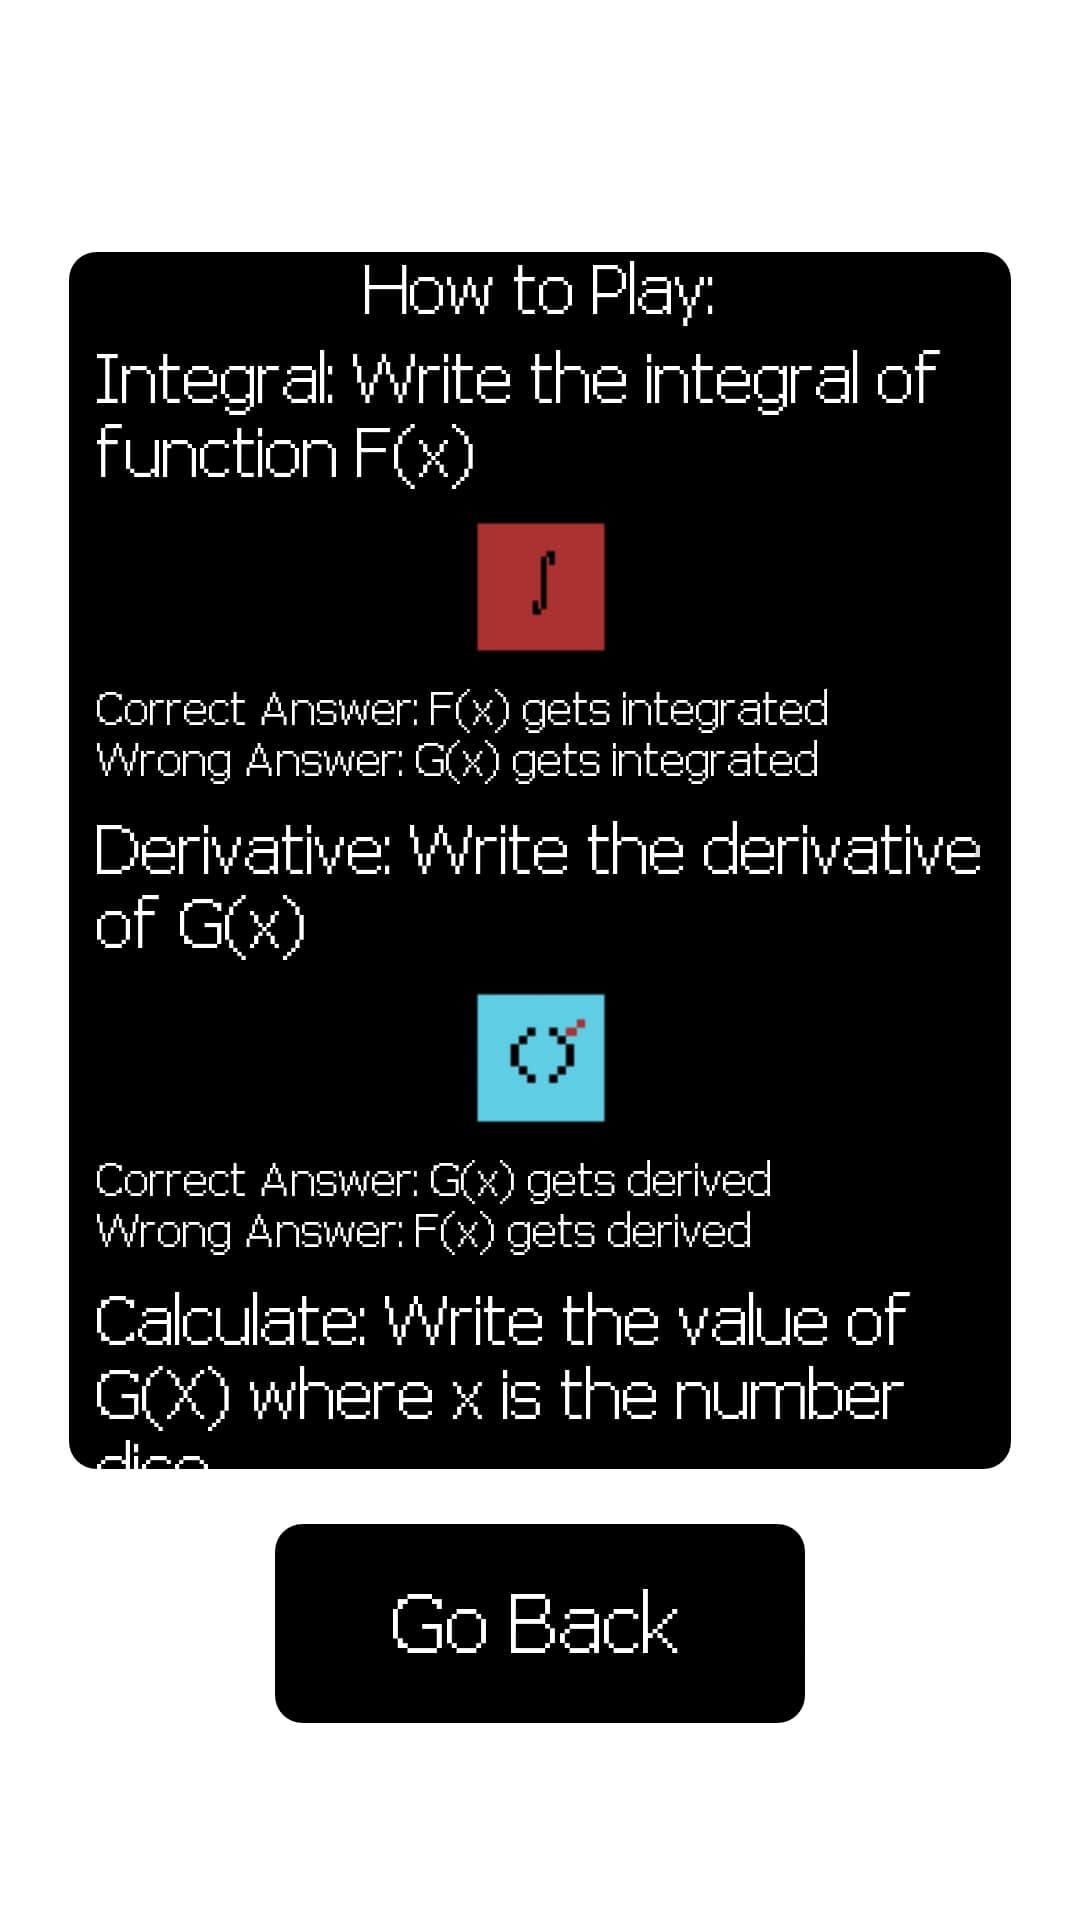 How to Play:
Integral: Write the integral of
function F(x)
∫
Correct Answer: F(x) gets integrated
Wrong Answer: G(x) gets integrated
Derivative: Write the derivative
of G(x)
()'
Correct Answer: G(x) gets derived
Wrong Answer: F(x) gets derived
Calculate: Write the value of
G(X) where x is the number
Go Back